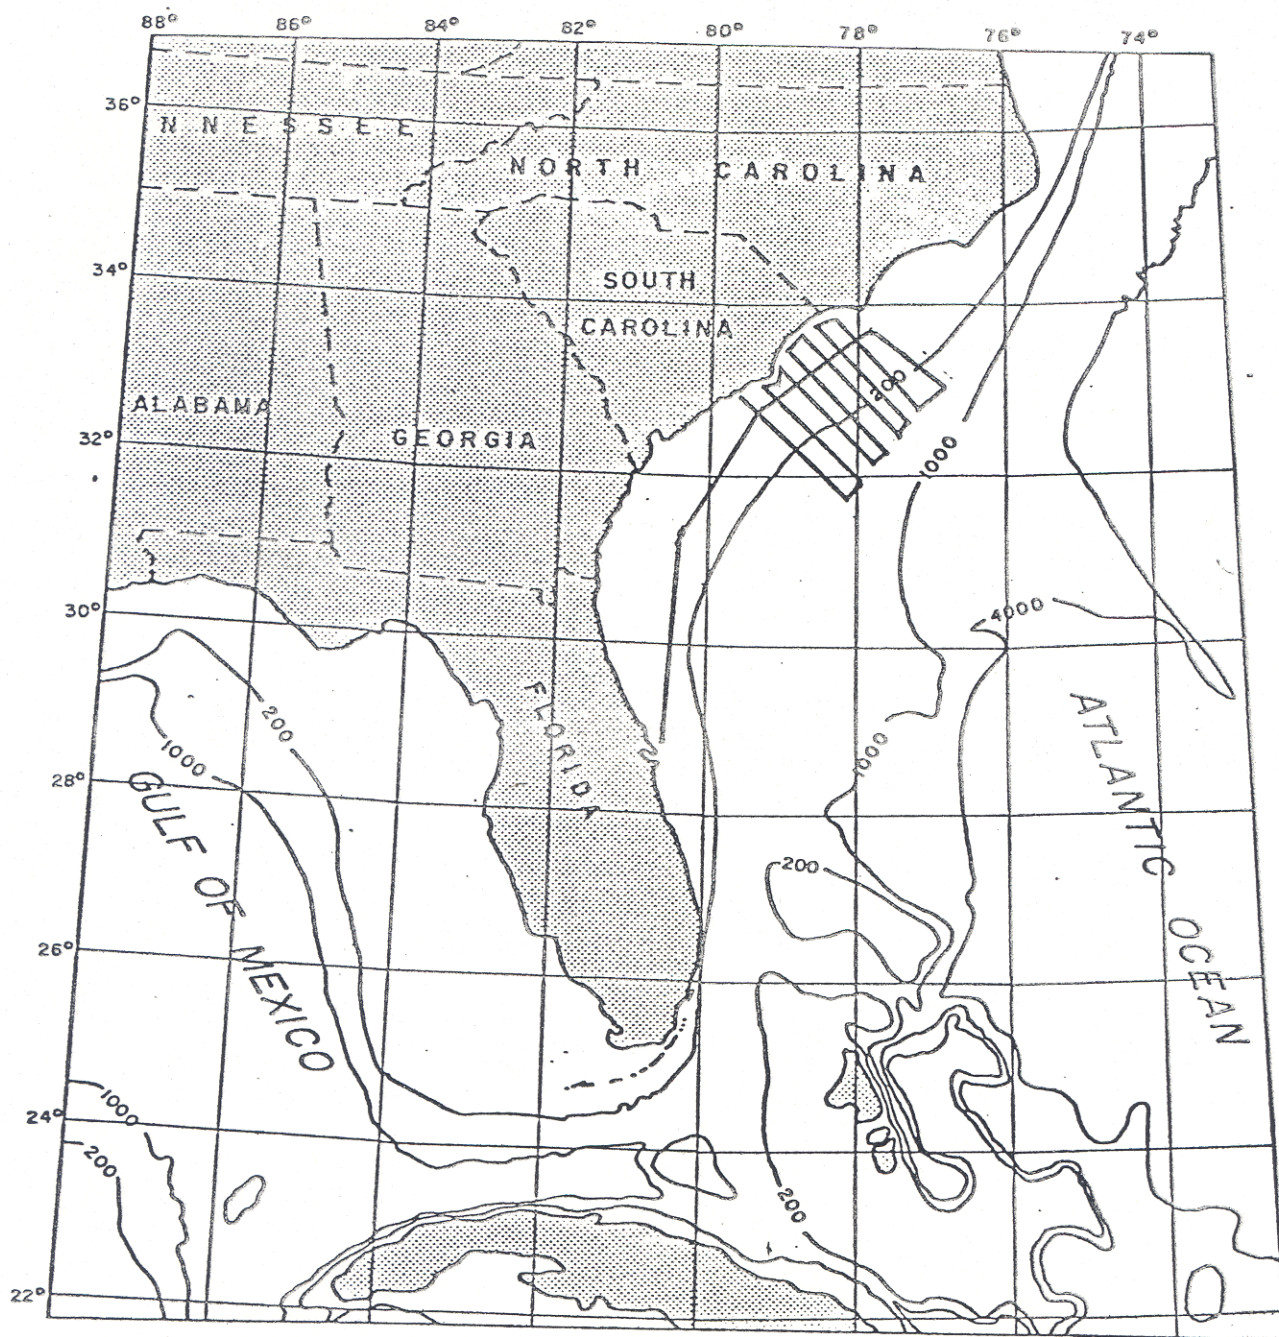 88° 86° 84° 82° 80° 78° 76° 74°
36°
NNESSEE
NORTH CAROLINA
34°
SOUTH
CAROLINA
200
ALABAMA
32°
GEORGIA
1000
30°
4000
FLORIDA
200
1000
1000
28°
GULF OF MEXICO
ATLANTIC OCEAN
200
26°
24°
1000
200
200
22°